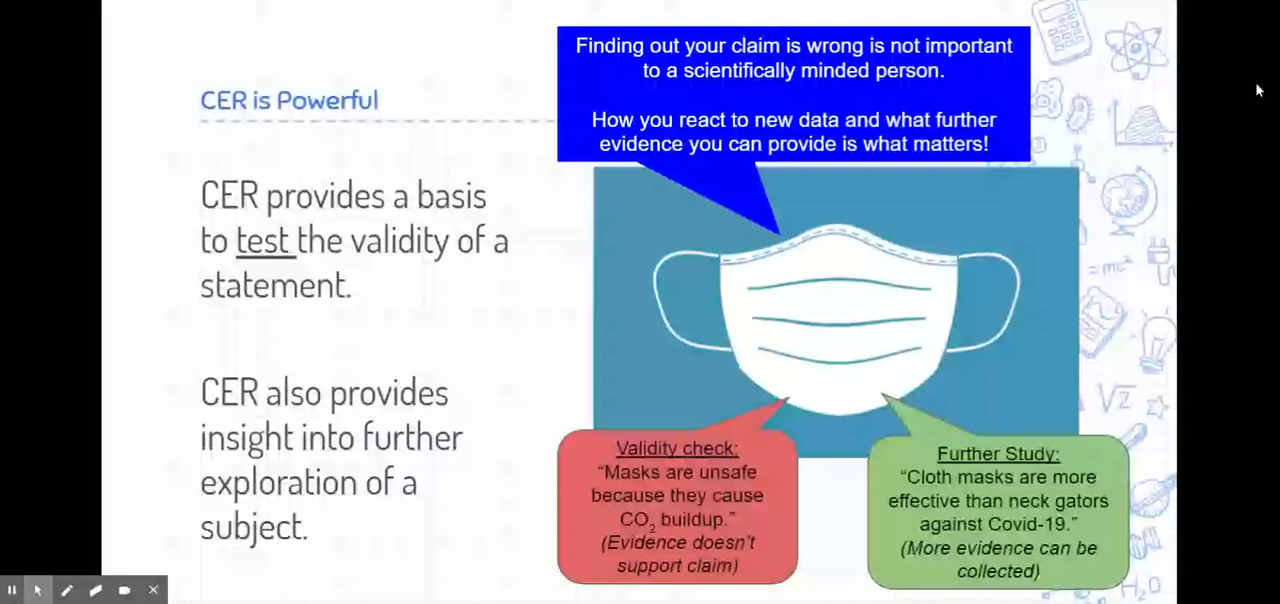 Finding out your claim is wrong is not important
to a scientifically minded person.
How you react to new data and what further
evidence you can provide is what matters!
CER is Powerful
CER provides a basis
to test the validity of a
statement.
CER also provides
insight into further
exploration of a
subject.
Validity check:
“Masks are unsafe
because they cause
CO2 buildup.”
(Evidence doesn’t
support claim)
Further Study:
“Cloth masks are more
effective than neck gators
against Covid-19.”
(More evidence can be
collected)
=mc²
√2
H₂O